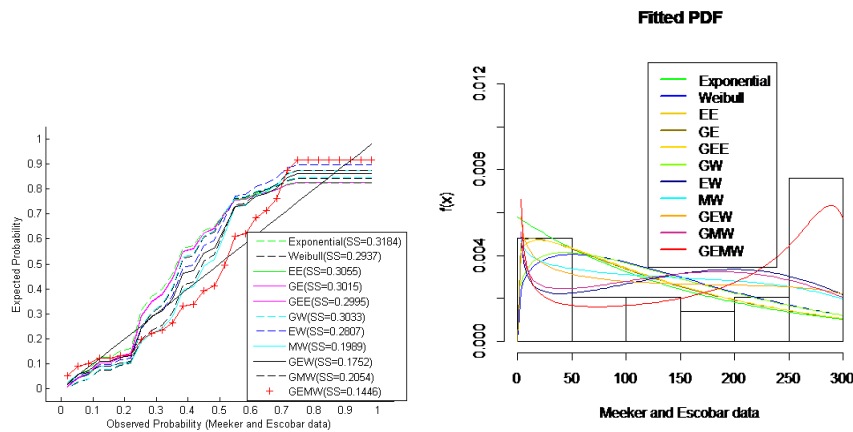 1
0.9
0.8
0.7
0.6
0.5
0.4
0.3
0.2
0.1
0
Expected Probability
0 0.1 0.2 0.3 0.4 0.5 0.6 0.7 0.8 0.9 1
Observed Probability (Meeker and Escobar data)
Exponential(SS=0.3184)
Weibull(SS=0.2937)
EE(SS=0.3055)
GE(SS=0.3015)
GEE(SS=0.2995)
GW(SS=0.3033)
EW(SS=0.2807)
MW(SS=0.1989)
GEW(SS=0.1752)
GMW(SS=0.2054)
GEMW(SS=0.1446)
Fitted PDF
0.012
0.008
0.004
0.000
f(x)
Exponential
Weibull
EE
GE
GEE
GW
EW
MW
GEW
GMW
GEMW
0 50 100 150 200 250 300
Meeker and Escobar data